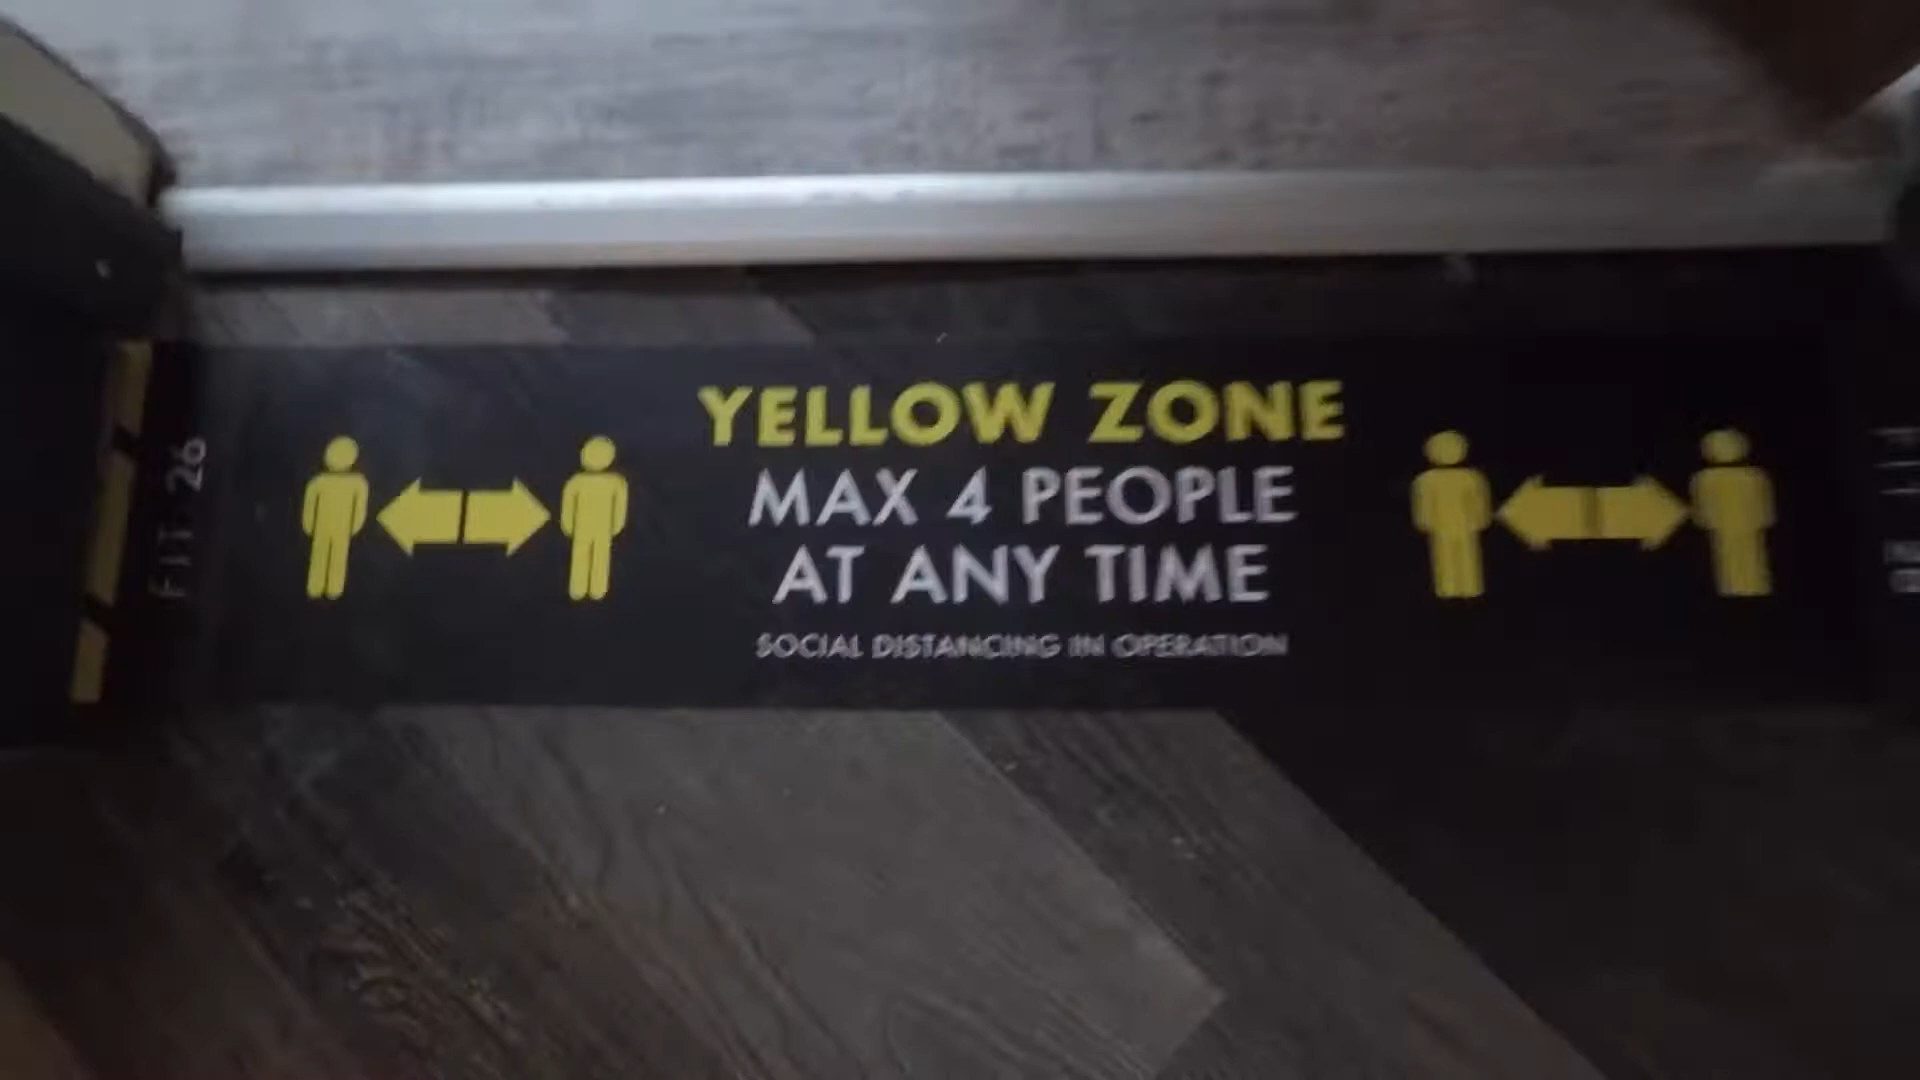 YELLOW ZONE
MAX 4 PEOPLE
AT ANY TIME
SOCIAL DISTANCING IN OPERATION
FIT 26